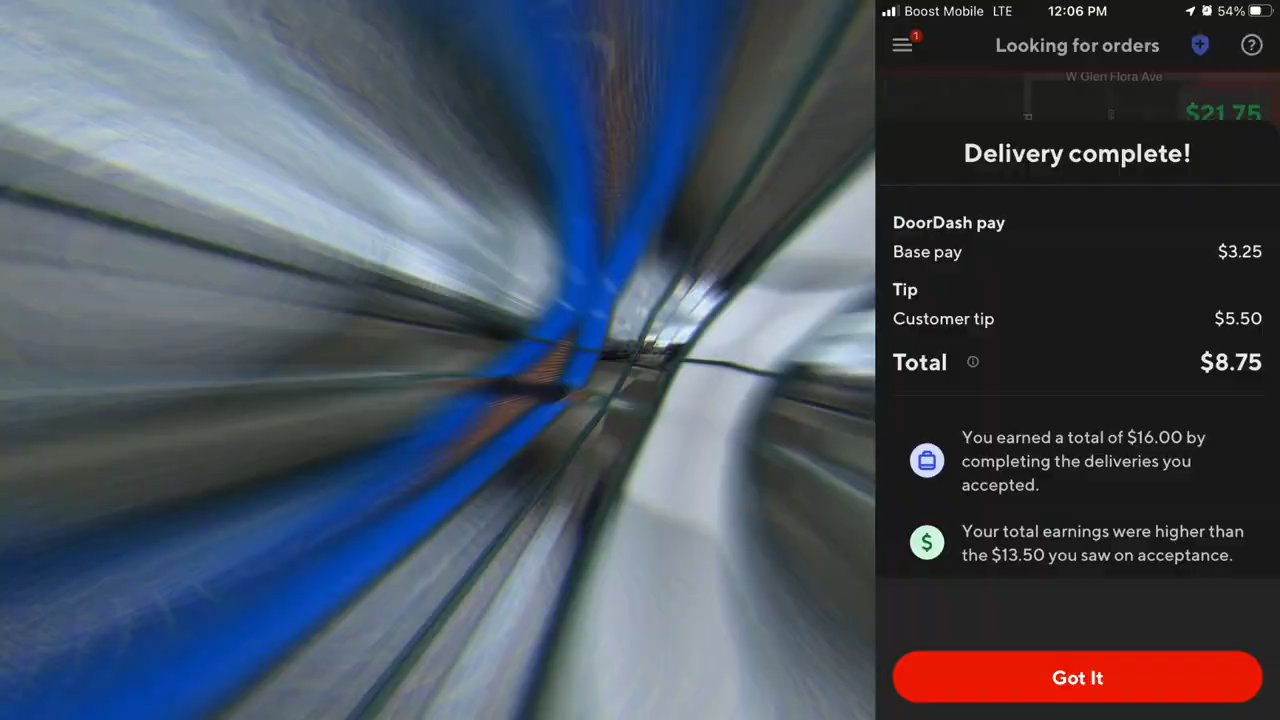 Boost Mobile LTE 12:06 PM 54%
1
Looking for orders
W Glen Flora Ave
$21.75
Delivery complete!
DoorDash pay
Base pay $3.25
Tip
Customer tip $5.50
Total $8.75
You earned a total of $16.00 by
completing the deliveries you
accepted.
$ Your total earnings were higher than
the $13.50 you saw on acceptance.
Got It